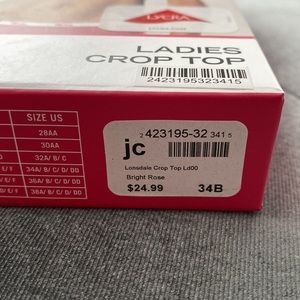 LYCRA
LADIES
CROP TOP
2423195323415
SIZE US
28AA
30AA
32A/ B/ C
34A/ B/ C/ D/ DD
36A/ B/ C/ D/ DD
38A/ B/ C/ D/ DD
2 423195-32 341 5
jc
Lonsdale Crop Top Ld00
Bright Rose
$24.99 34B